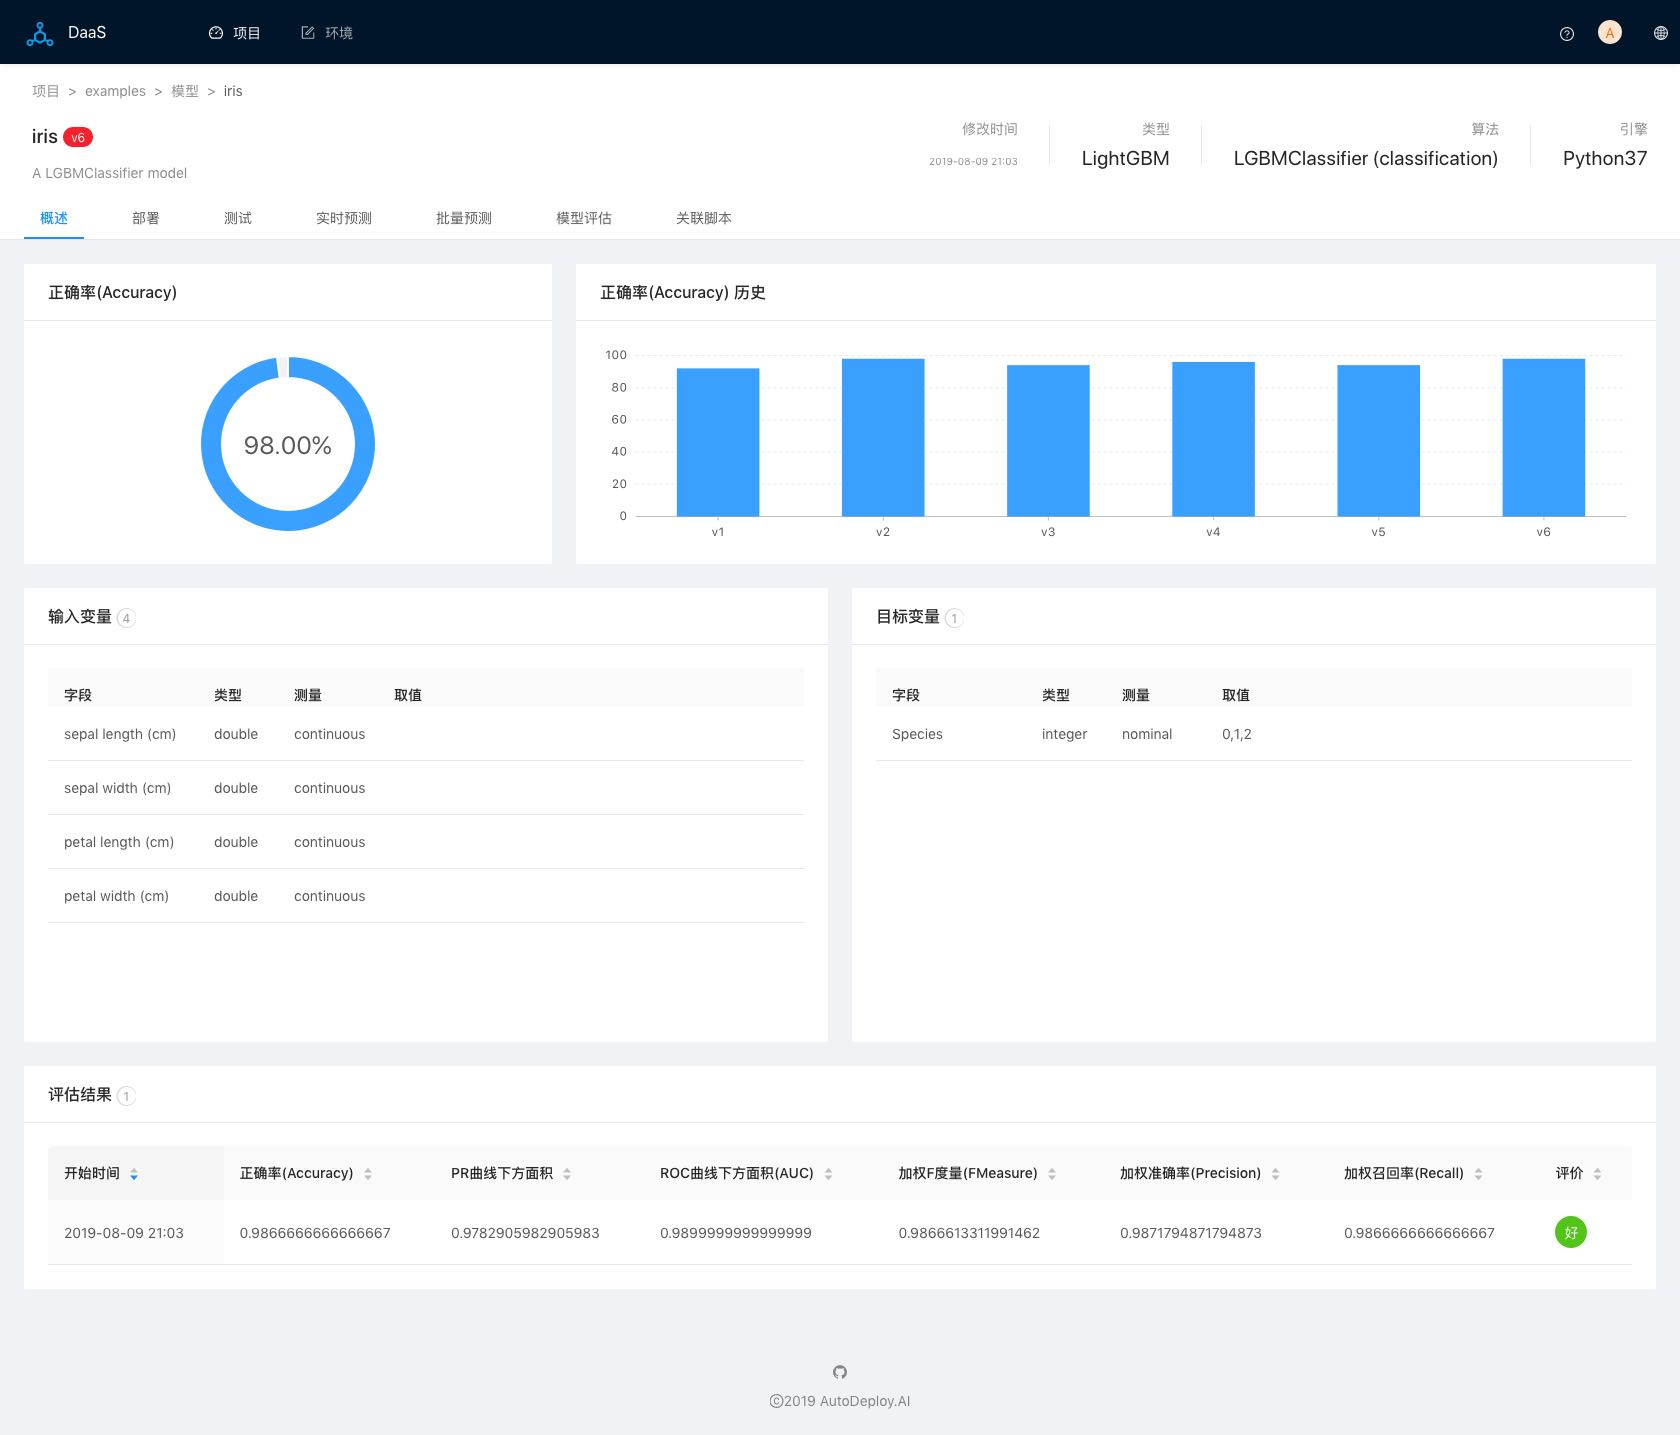 DaaS 项目 环境 A
项目 > examples > 模型 > iris
iris v6
A LGBMClassifier model
修改时间 类型 算法 引擎
2019-08-09 21:03 LightGBM LGBMClassifier (classification) Python37
概述 部署 测试 实时预测 批量预测 模型评估 关联脚本
正确率(Accuracy)
98.00%
正确率(Accuracy) 历史
100
80
60
40
20
0
v1 v2 v3 v4 v5 v6
输入变量 4
字段 类型 测量 取值
sepal length (cm) double continuous
sepal width (cm) double continuous
petal length (cm) double continuous
petal width (cm) double continuous
目标变量 1
字段 类型 测量 取值
Species integer nominal 0,1,2
评估结果 1
开始时间 正确率(Accuracy) PR曲线下方面积 ROC曲线下方面积(AUC) 加权F度量(FMeasure) 加权准确率(Precision) 加权召回率(Recall) 评价
2019-08-09 21:03 0.9866666666666667 0.9782905982905983 0.9899999999999999 0.9866613311991462 0.9871794871794873 0.9866666666666667 好
©2019 AutoDeploy.AI